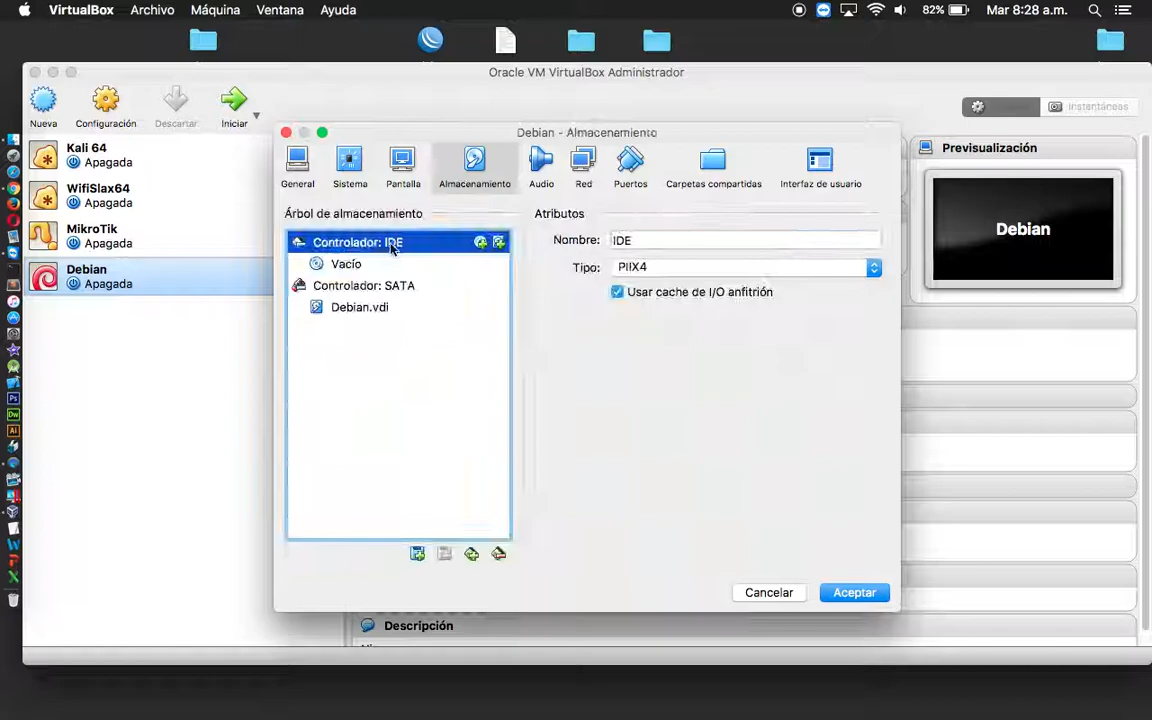 VirtualBox Archivo Máquina Ventana Ayuda 82% Mar 8:28 a.m.
Oracle VM VirtualBox Administrador
Nueva Configuración Descartar Iniciar Instantáneas
Kali 64
Apagada
WifiSlax64
Apagada
MikroTik
Apagada
Debian
Apagada
Debian - Almacenamiento
General Sistema Pantalla Almacenamiento Audio Red Puertos Carpetas compartidas Interfaz de usuario
Árbol de almacenamiento
Controlador: IDE
Vacío
Controlador: SATA
Debian.vdi
Atributos
Nombre: IDE
Tipo: PIIX4
Usar cache de I/O anfitrión
Cancelar Aceptar
Previsualización
Debian
Descripción